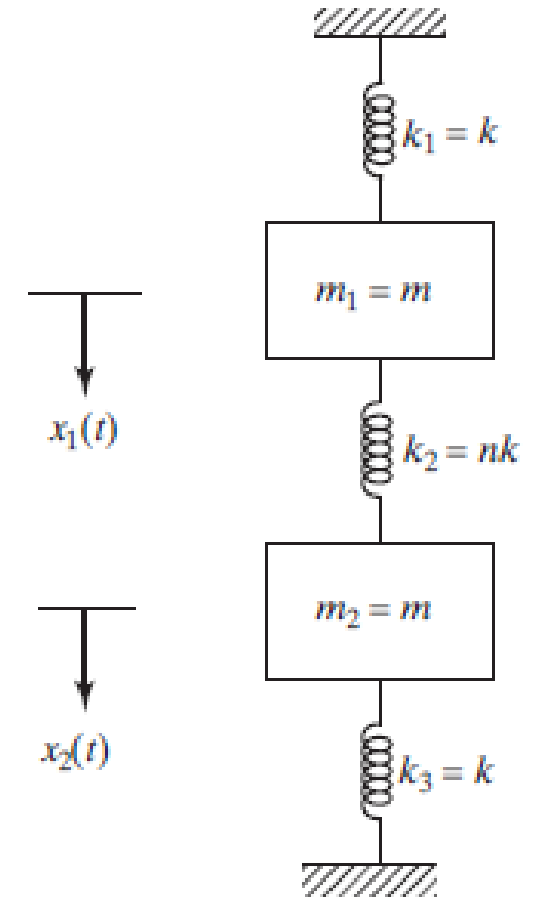 k₁ = k
m₁ = m
x₁(t)
k₂ = nk
m₂ = m
x₂(t)
k₃ = k